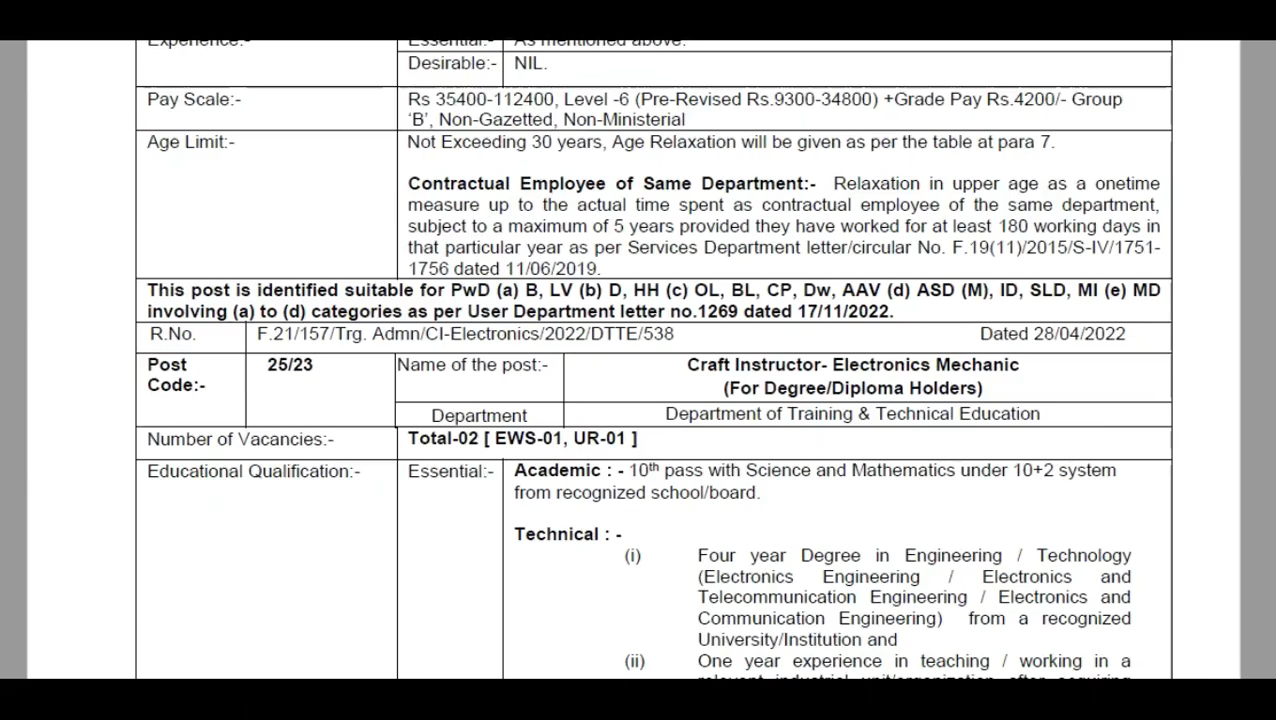 Experience:- Essential:- As mentioned above.
Desirable:- NIL.
Pay Scale:- Rs 35400-112400, Level -6 (Pre-Revised Rs.9300-34800) +Grade Pay Rs.4200/- Group
‘B’, Non-Gazetted, Non-Ministerial
Age Limit:- Not Exceeding 30 years, Age Relaxation will be given as per the table at para 7.
Contractual Employee of Same Department:- Relaxation in upper age as a onetime
measure up to the actual time spent as contractual employee of the same department,
subject to a maximum of 5 years provided they have worked for at least 180 working days in
that particular year as per Services Department letter/circular No. F.19(11)/2015/S-IV/1751-
1756 dated 11/06/2019.
This post is identified suitable for PwD (a) B, LV (b) D, HH (c) OL, BL, CP, Dw, AAV (d) ASD (M), ID, SLD, MI (e) MD
involving (a) to (d) categories as per User Department letter no.1269 dated 17/11/2022.
R.No. F.21/157/Trg. Admn/CI-Electronics/2022/DTTE/538 Dated 28/04/2022
Post
Code:-
25/23
Name of the post:-
Craft Instructor- Electronics Mechanic
(For Degree/Diploma Holders)
Department Department of Training & Technical Education
Number of Vacancies:- Total-02 [ EWS-01, UR-01 ]
Educational Qualification:- Essential:- Academic : - 10th pass with Science and Mathematics under 10+2 system
from recognized school/board.
Technical : -
(i) Four year Degree in Engineering / Technology
(Electronics Engineering / Electronics and
Telecommunication Engineering / Electronics and
Communication Engineering) from a recognized
University/Institution and
(ii) One year experience in teaching / working in a
relevant industrial unit/organization after acquiring